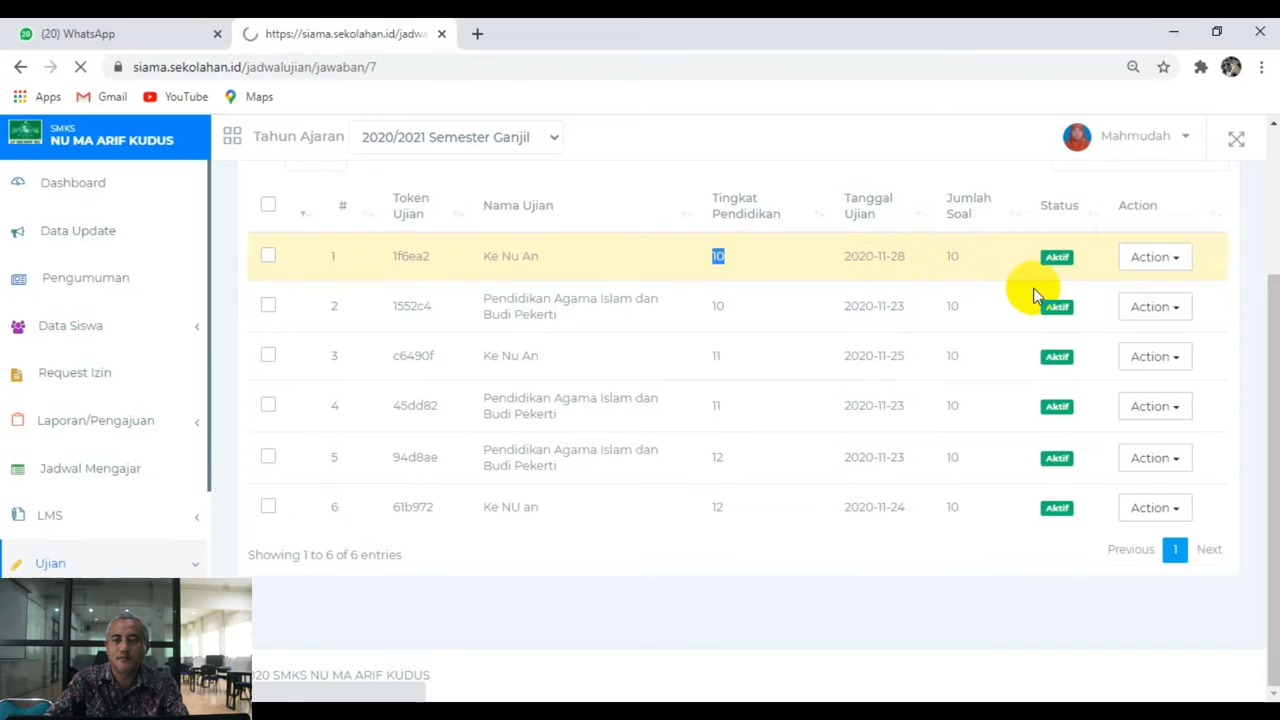 (20) WhatsApp
https://siama.sekolahan.id/jadw
siama.sekolahan.id/jadwalujian/jawaban/7
Apps
Gmail
YouTube
Maps
SMKS
NU MA ARIF KUDUS
Tahun Ajaran
2020/2021 Semester Ganjil
Mahmudah
Dashboard
Data Update
Pengumuman
Data Siswa
Request Izin
Laporan/Pengajuan
Jadwal Mengajar
LMS
Ujian
# Token Ujian Nama Ujian Tingkat Pendidikan Tanggal Ujian Jumlah Soal Status Action
1 1f6ea2 Ke Nu An 10 2020-11-28 10 Aktif Action
2 1552c4 Pendidikan Agama Islam dan Budi Pekerti 10 2020-11-23 10 Aktif Action
3 c6490f Ke Nu An 11 2020-11-25 10 Aktif Action
4 45dd82 Pendidikan Agama Islam dan Budi Pekerti 11 2020-11-23 10 Aktif Action
5 94d8ae Pendidikan Agama Islam dan Budi Pekerti 12 2020-11-23 10 Aktif Action
6 61b972 Ke NU an 12 2020-11-24 10 Aktif Action
Showing 1 to 6 of 6 entries
Previous 1 Next
020 SMKS NU MA ARIF KUDUS